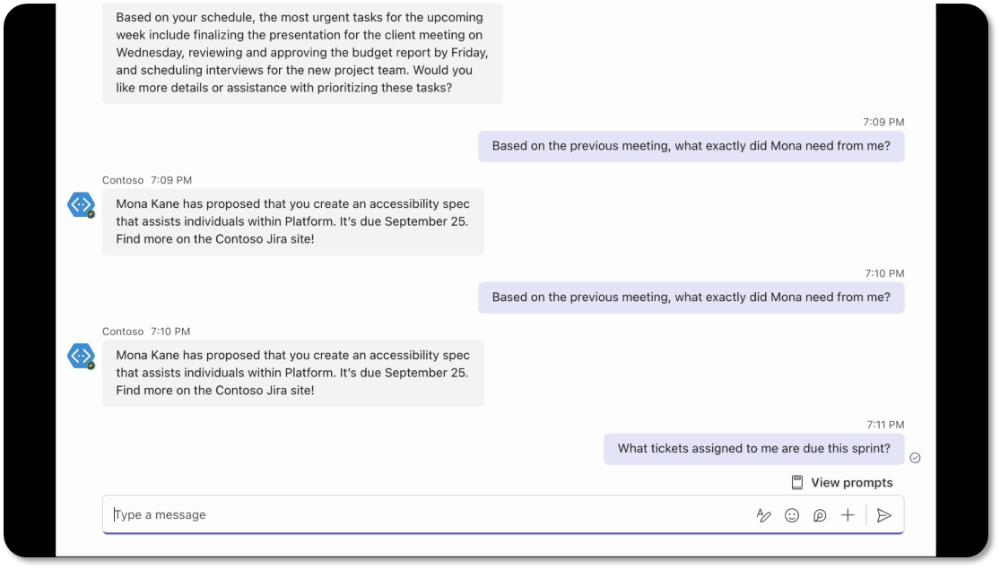 Based on your schedule, the most urgent tasks for the upcoming
week include finalizing the presentation for the client meeting on
Wednesday, reviewing and approving the budget report by Friday,
and scheduling interviews for the new project team. Would you
like more details or assistance with prioritizing these tasks?
7:09 PM
Based on the previous meeting, what exactly did Mona need from me?
Contoso 7:09 PM
Mona Kane has proposed that you create an accessibility spec
that assists individuals within Platform. It’s due September 25.
Find more on the Contoso Jira site!
7:10 PM
Based on the previous meeting, what exactly did Mona need from me?
Contoso 7:10 PM
Mona Kane has proposed that you create an accessibility spec
that assists individuals within Platform. It’s due September 25.
Find more on the Contoso Jira site!
7:11 PM
What tickets assigned to me are due this sprint?
View prompts
Type a message